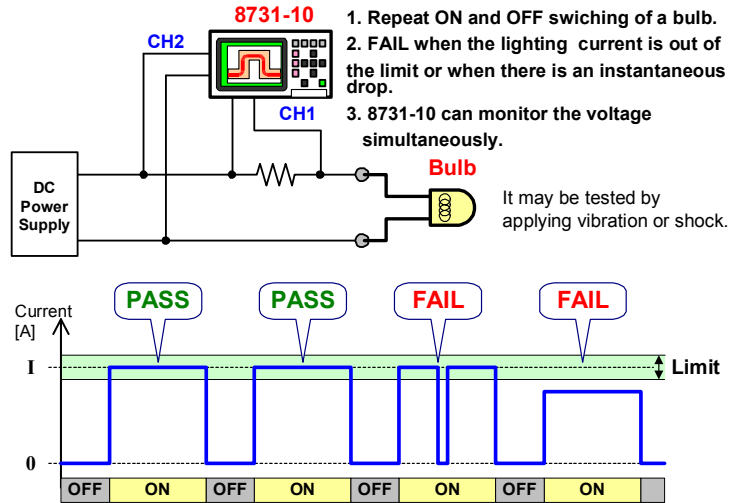 8731-10
CH2
CH1
1. Repeat ON and OFF swiching of a bulb.
2. FAIL when the lighting current is out of
the limit or when there is an instantaneous
drop.
3. 8731-10 can monitor the voltage
simultaneously.
DC
Power
Supply
Bulb
It may be tested by
applying vibration or shock.
Current
[A]
PASS
PASS
FAIL
FAIL
I
Limit
0
OFF ON OFF ON OFF ON OFF ON